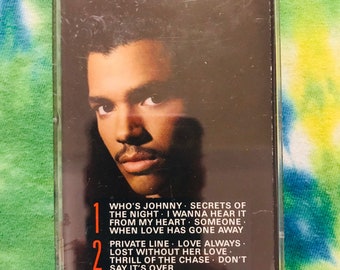 1
WHO'S JOHNNY · SECRETS OF
THE NIGHT · I WANNA HEAR IT
FROM MY HEART · SOMEONE ·
WHEN LOVE HAS GONE AWAY
2
PRIVATE LINE · LOVE ALWAYS ·
LOST WITHOUT HER LOVE ·
THRILL OF THE CHASE · DON'T
SAY IT'S OVER